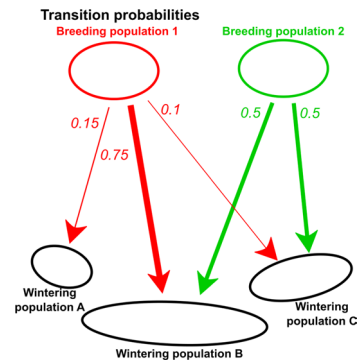 Transition probabilities
Breeding population 1
Breeding population 2
0.15
0.1
0.5
0.5
0.75
Wintering
population A
Wintering
population C
Wintering population B